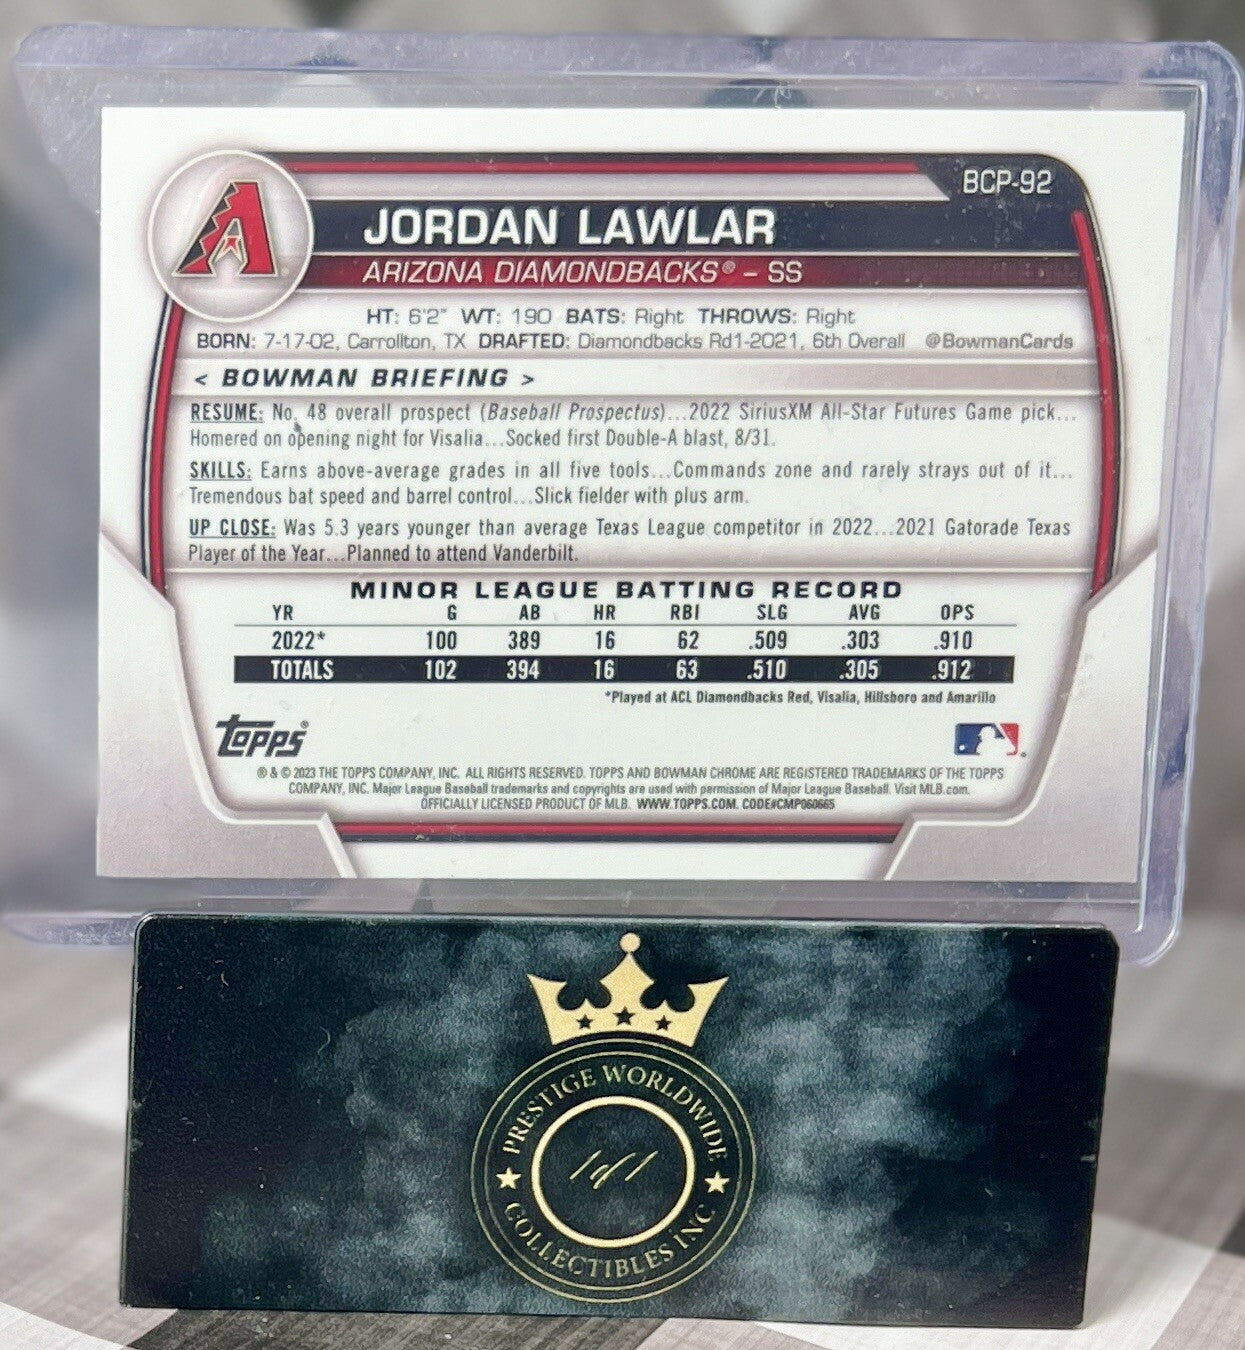 BCP-92
JORDAN LAWLAR
ARIZONA DIAMONDBACKS® - SS
HT: 6'2" WT: 190 BATS: Right THROWS: Right
BORN: 7-17-02, Carrollton, TX DRAFTED: Diamondbacks Rd1-2021, 6th Overall @BowmanCards
< BOWMAN BRIEFING >
RESUME: No. 48 overall prospect (Baseball Prospectus)...2022 SiriusXM All-Star Futures Game pick...
Homered on opening night for Visalia...Socked first Double-A blast, 8/31.
SKILLS: Earns above-average grades in all five tools...Commands zone and rarely strays out of it...
Tremendous bat speed and barrel control...Slick fielder with plus arm.
UP CLOSE: Was 5.3 years younger than average Texas League competitor in 2022...2021 Gatorade Texas
Player of the Year...Planned to attend Vanderbilt.
MINOR LEAGUE BATTING RECORD
YR G AB HR RBI SLG AVG OPS
2022* 100 389 16 62 .509 .303 .910
TOTALS 102 394 16 63 .510 .305 .912
*Played at ACL Diamondbacks Red, Visalia, Hillsboro and Amarillo
Topps®
® & © 2023 THE TOPPS COMPANY, INC. ALL RIGHTS RESERVED. TOPPS AND BOWMAN CHROME ARE REGISTERED TRADEMARKS OF THE TOPPS
COMPANY, INC. Major League Baseball trademarks and copyrights are used with permission of Major League Baseball. Visit MLB.com.
OFFICIALLY LICENSED PRODUCT OF MLB. WWW.TOPPS.COM. CODE#CMP060665
PRESTIGE WORLDWIDE
1of1
COLLECTIBLES INC